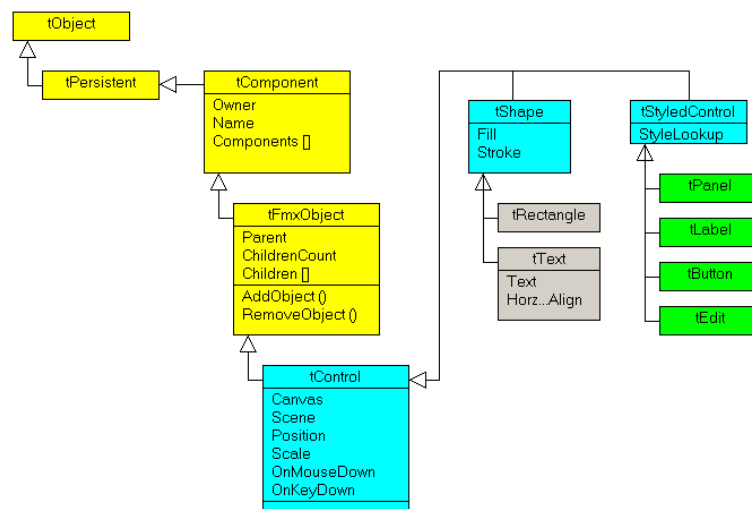 tObject
tPersistent
tComponent
Owner
Name
Components []
tFmxObject
Parent
ChildrenCount
Children []
AddObject ()
RemoveObject ()
tControl
Canvas
Scene
Position
Scale
OnMouseDown
OnKeyDown
tShape
Fill
Stroke
tRectangle
tText
Text
Horz...Align
tStyledControl
StyleLookup
tPanel
tLabel
tButton
tEdit